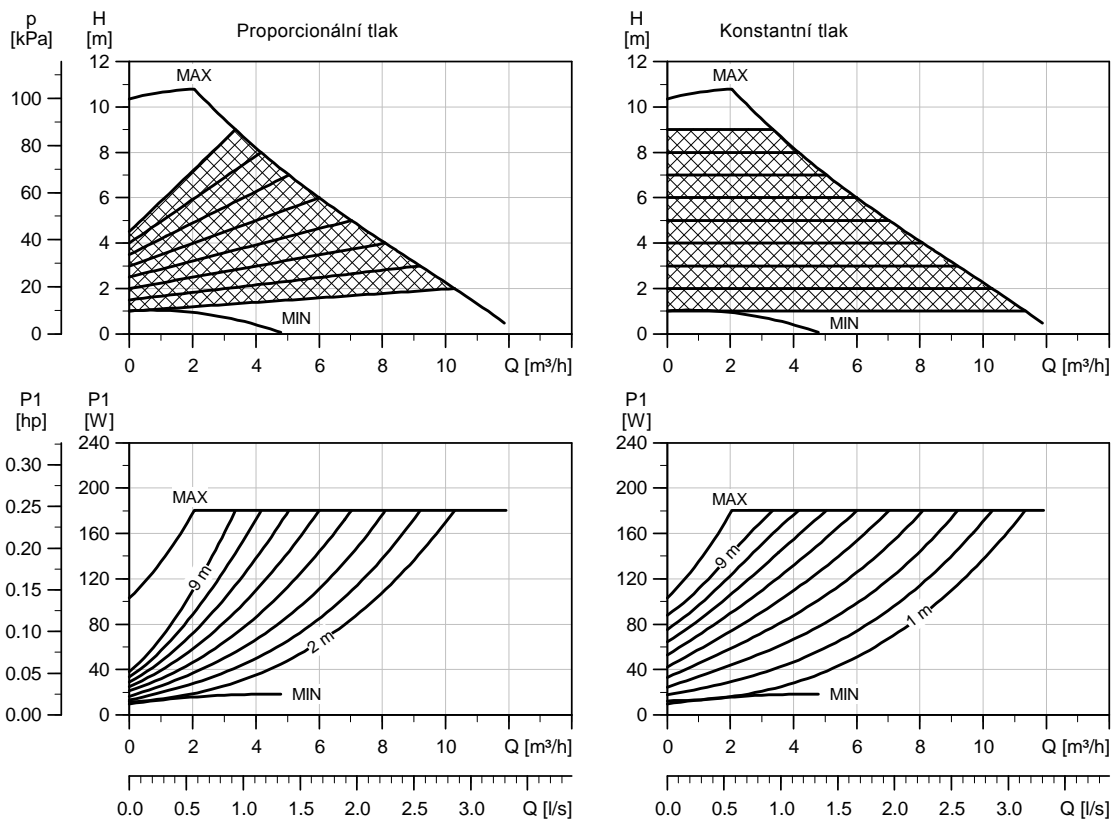 p
[kPa]
H
[m]
Proporcionální tlak
12
10
8
6
4
2
0
100
80
60
40
20
0
MAX
MIN
0 2 4 6 8 10 Q [m³/h]
H
[m]
Konstantní tlak
12
10
8
6
4
2
0
MAX
MIN
0 2 4 6 8 10 Q [m³/h]
P1
[hp]
P1
[W]
240
200
160
120
80
40
0
0.30
0.25
0.20
0.15
0.10
0.05
0.00
MAX
9 m
2 m
MIN
0 2 4 6 8 10 Q [m³/h]
0.0 0.5 1.0 1.5 2.0 2.5 3.0 Q [l/s]
P1
[W]
240
200
160
120
80
40
0
MAX
9 m
1 m
MIN
0 2 4 6 8 10 Q [m³/h]
0.0 0.5 1.0 1.5 2.0 2.5 3.0 Q [l/s]